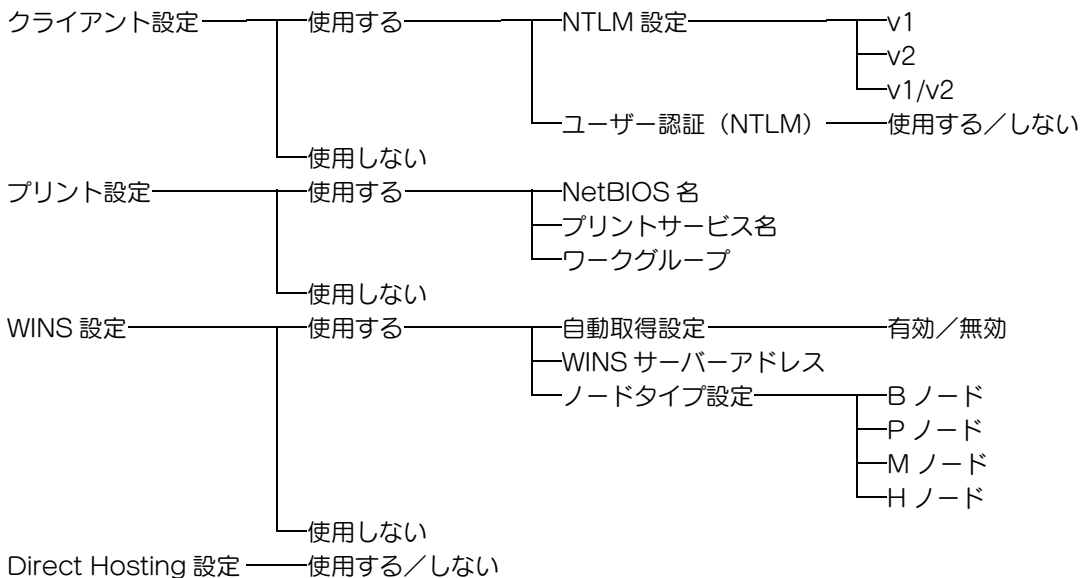 クライアント設定 使用する NTLM 設定 v1
v2
v1/v2
ユーザー認証（NTLM） 使用する／しない
使用しない
プリント設定 使用する NetBIOS 名
プリントサービス名
ワークグループ
使用しない
WINS 設定 使用する 自動取得設定 有効／無効
WINS サーバーアドレス
ノードタイプ設定 B ノード
P ノード
M ノード
H ノード
使用しない
Direct Hosting 設定 使用する／しない